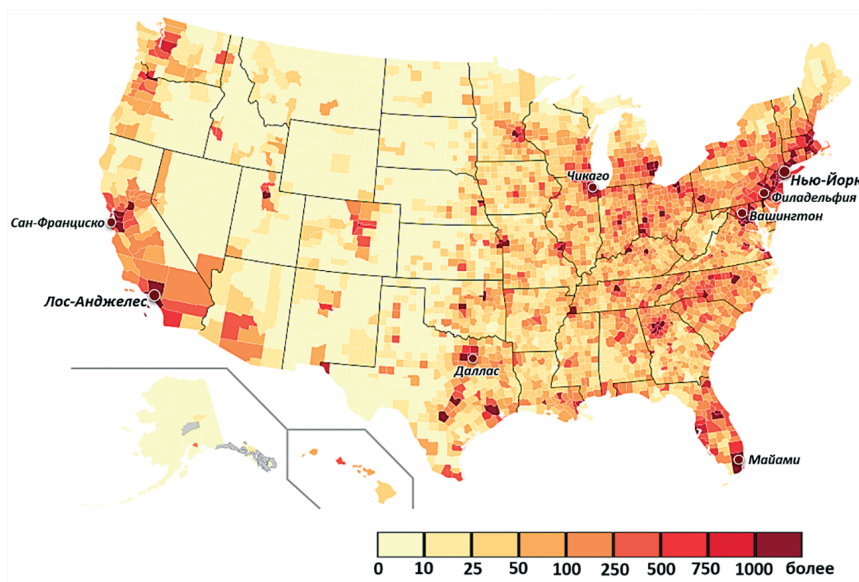 Чикаго
Нью-Йорк
Филадельфия
Вашингтон
Сан-Франциско
Лос-Анджелес
Даллас
Майами
0 10 25 50 100 250 500 750 1000 более